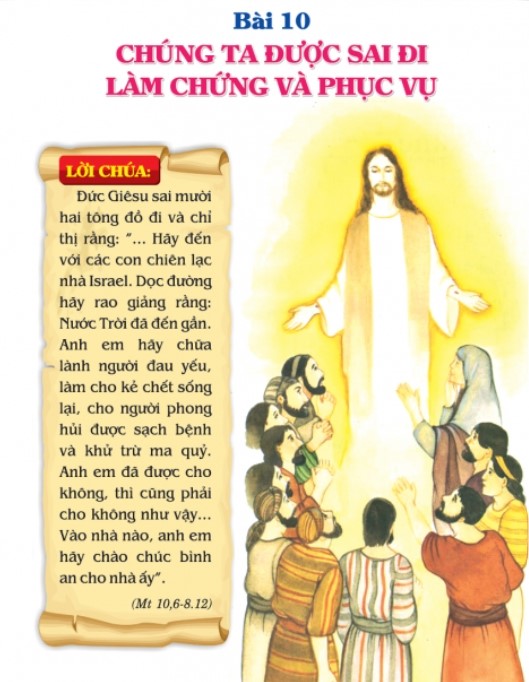 Bài 10
CHÚNG TA ĐƯỢC SAI ĐI
LÀM CHỨNG VÀ PHỤC VỤ
LỜI CHÚA:
Đức Giêsu sai mười
hai tông đồ đi và chỉ
thị rằng: "... Hãy đến
với các con chiên lạc
nhà Israel. Dọc đường
hãy rao giảng rằng:
Nước Trời đã đến gần.
Anh em hãy chữa
lành người đau yếu,
làm cho kẻ chết sống
lại, cho người phong
hủi được sạch bệnh
và khử trừ ma quỷ.
Anh em đã được cho
không, thì cũng phải
cho không như vậy...
Vào nhà nào, anh em
hãy chào chúc bình
an cho nhà ấy".
(Mt 10,6-8.12)